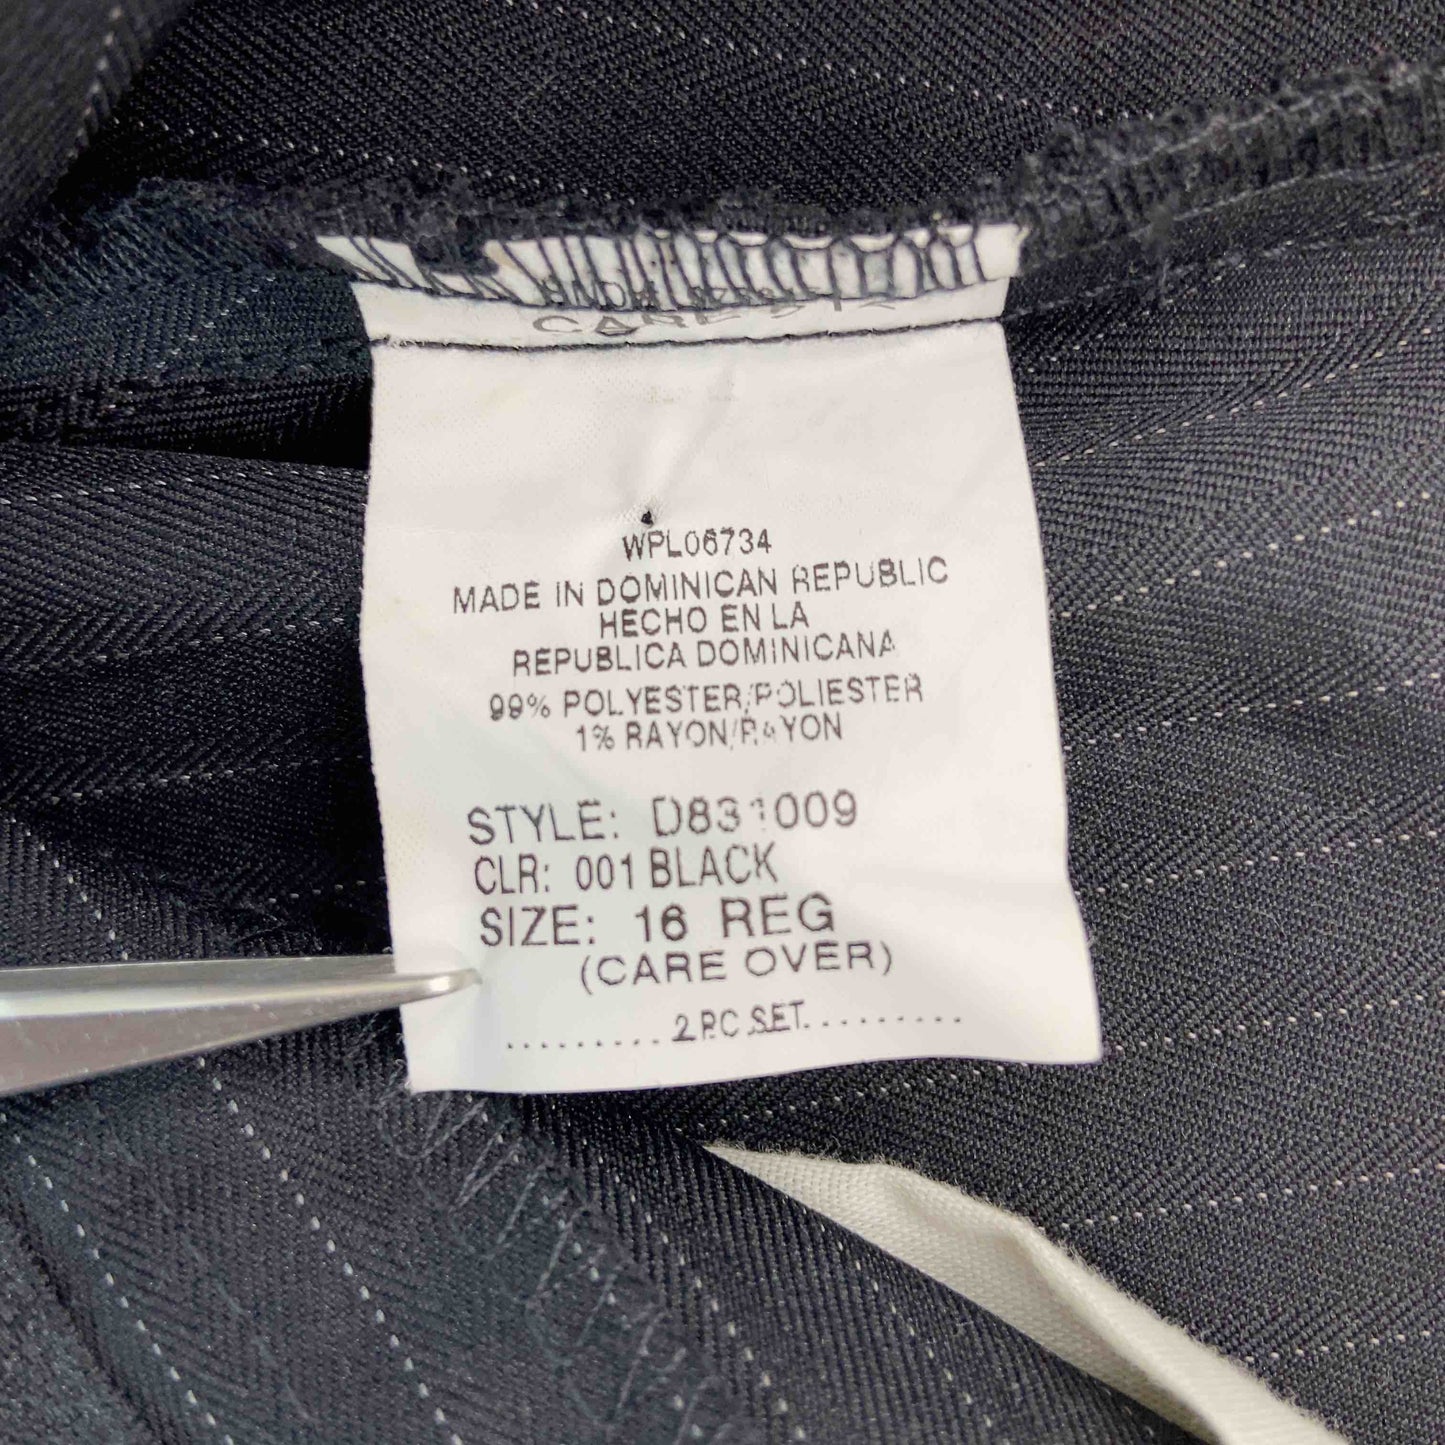 WPL06734
MADE IN DOMINICAN REPUBLIC
HECHO EN LA
REPUBLICA DOMINICANA
99% POLYESTER/POLIESTER
1% RAYON/RAYON
STYLE: D831009
CLR: 001 BLACK
SIZE: 16 REG
(CARE OVER)
.........2 PC SET.........